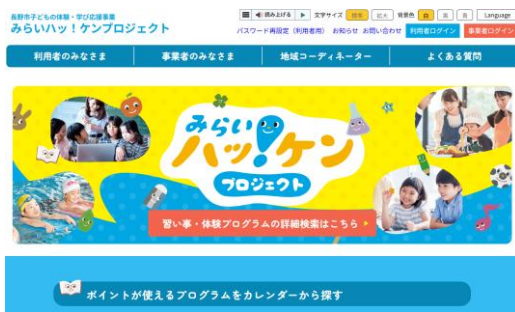 長野市子どもの体験・学び応援事業
みらいハッ！ケンプロジェクト
読み上げる 文字サイズ 標準 拡大 背景色 白 黒 青 Language
パスワード再設定（利用者用） お知らせ お問い合わせ 利用者ログイン 事業者ログイン
利用者のみなさま 事業者のみなさま 地域コーディネーター よくある質問
みらい
ハッ！ケン
プロジェクト
習い事・体験プログラムの詳細検索はこちら
ポイントが使えるプログラムをカレンダーから探す